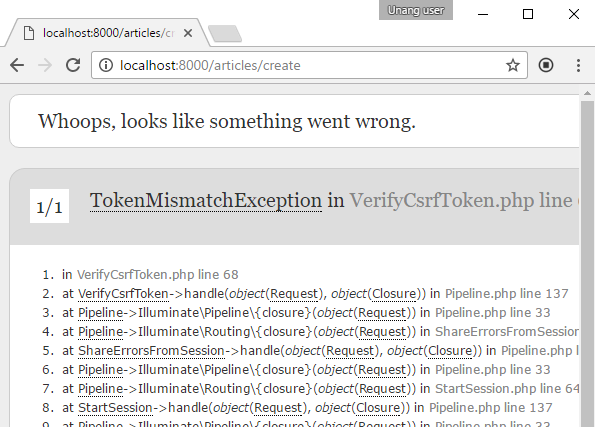 Unang user
localhost:8000/articles/cr
localhost:8000/articles/create
Whoops, looks like something went wrong.
1/1
TokenMismatchException in VerifyCsrfToken.php line
1. in VerifyCsrfToken.php line 68
2. at VerifyCsrfToken->handle(object(Request), object(Closure)) in Pipeline.php line 137
3. at Pipeline->Illuminate\Pipeline\{closure}(object(Request)) in Pipeline.php line 33
4. at Pipeline->Illuminate\Routing\{closure}(object(Request)) in ShareErrorsFromSession
5. at ShareErrorsFromSession->handle(object(Request), object(Closure)) in Pipeline.php l
6. at Pipeline->Illuminate\Pipeline\{closure}(object(Request)) in Pipeline.php line 33
7. at Pipeline->Illuminate\Routing\{closure}(object(Request)) in StartSession.php line 64
8. at StartSession->handle(object(Request), object(Closure)) in Pipeline.php line 137
9. at Pipeline->Illuminate\Pipeline\{closure}(object(Request)) in Pipeline.php line 33